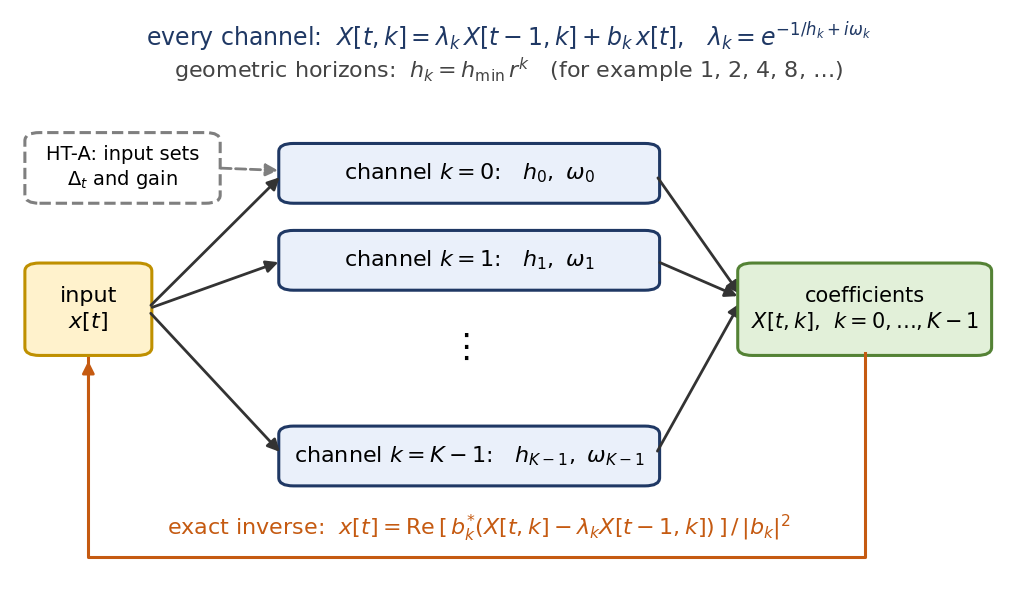 every channel: X[t, k] = λ_k X[t − 1, k] + b_k x[t], λ_k = e^{−1/h_k + iω_k}
geometric horizons: h_k = h_min r^k (for example 1, 2, 4, 8, …)
HT-A: input sets
Δ_t and gain
channel k = 0: h_0, ω_0
channel k = 1: h_1, ω_1
input
x[t]
coefficients
X[t, k], k = 0, …, K − 1
⋮
channel k = K − 1: h_{K−1}, ω_{K−1}
exact inverse: x[t] = Re [ b_k^*(X[t, k] − λ_k X[t − 1, k]) ] / |b_k|^2